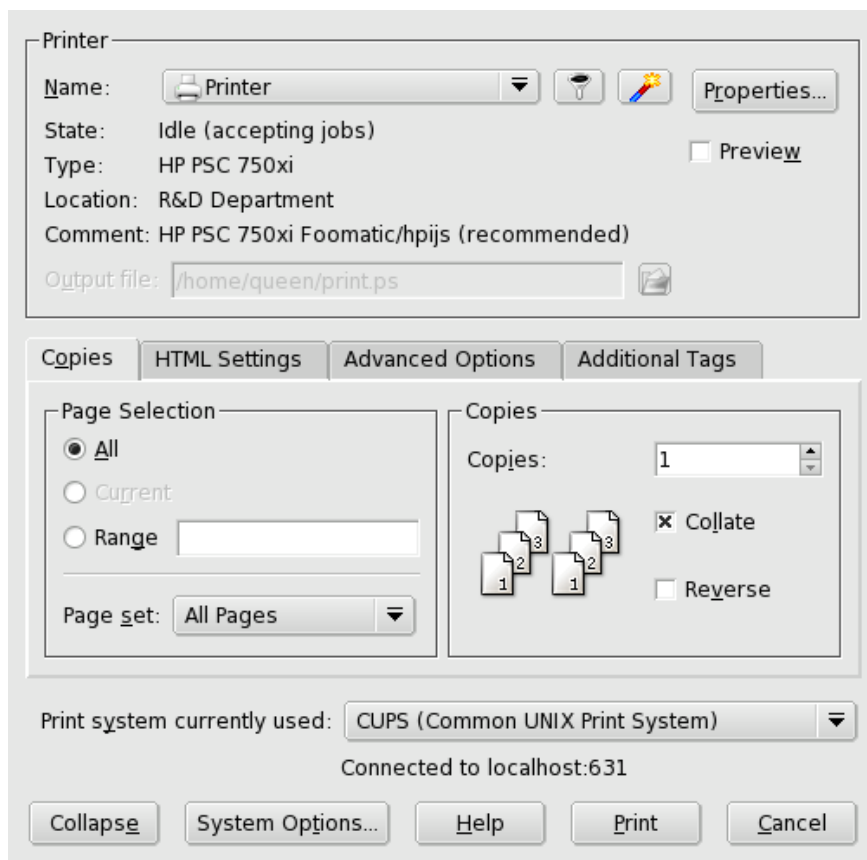 Printer
Name: Printer Properties...
State: Idle (accepting jobs)
Preview
Type: HP PSC 750xi
Location: R&D Department
Comment: HP PSC 750xi Foomatic/hpijs (recommended)
Output file: /home/queen/print.ps
Copies HTML Settings Advanced Options Additional Tags
Page Selection
All
Current
Range
Page set: All Pages
Copies
Copies: 1
1 2 3 1 2 3
Collate
Reverse
Print system currently used: CUPS (Common UNIX Print System)
Connected to localhost:631
Collapse System Options... Help Print Cancel